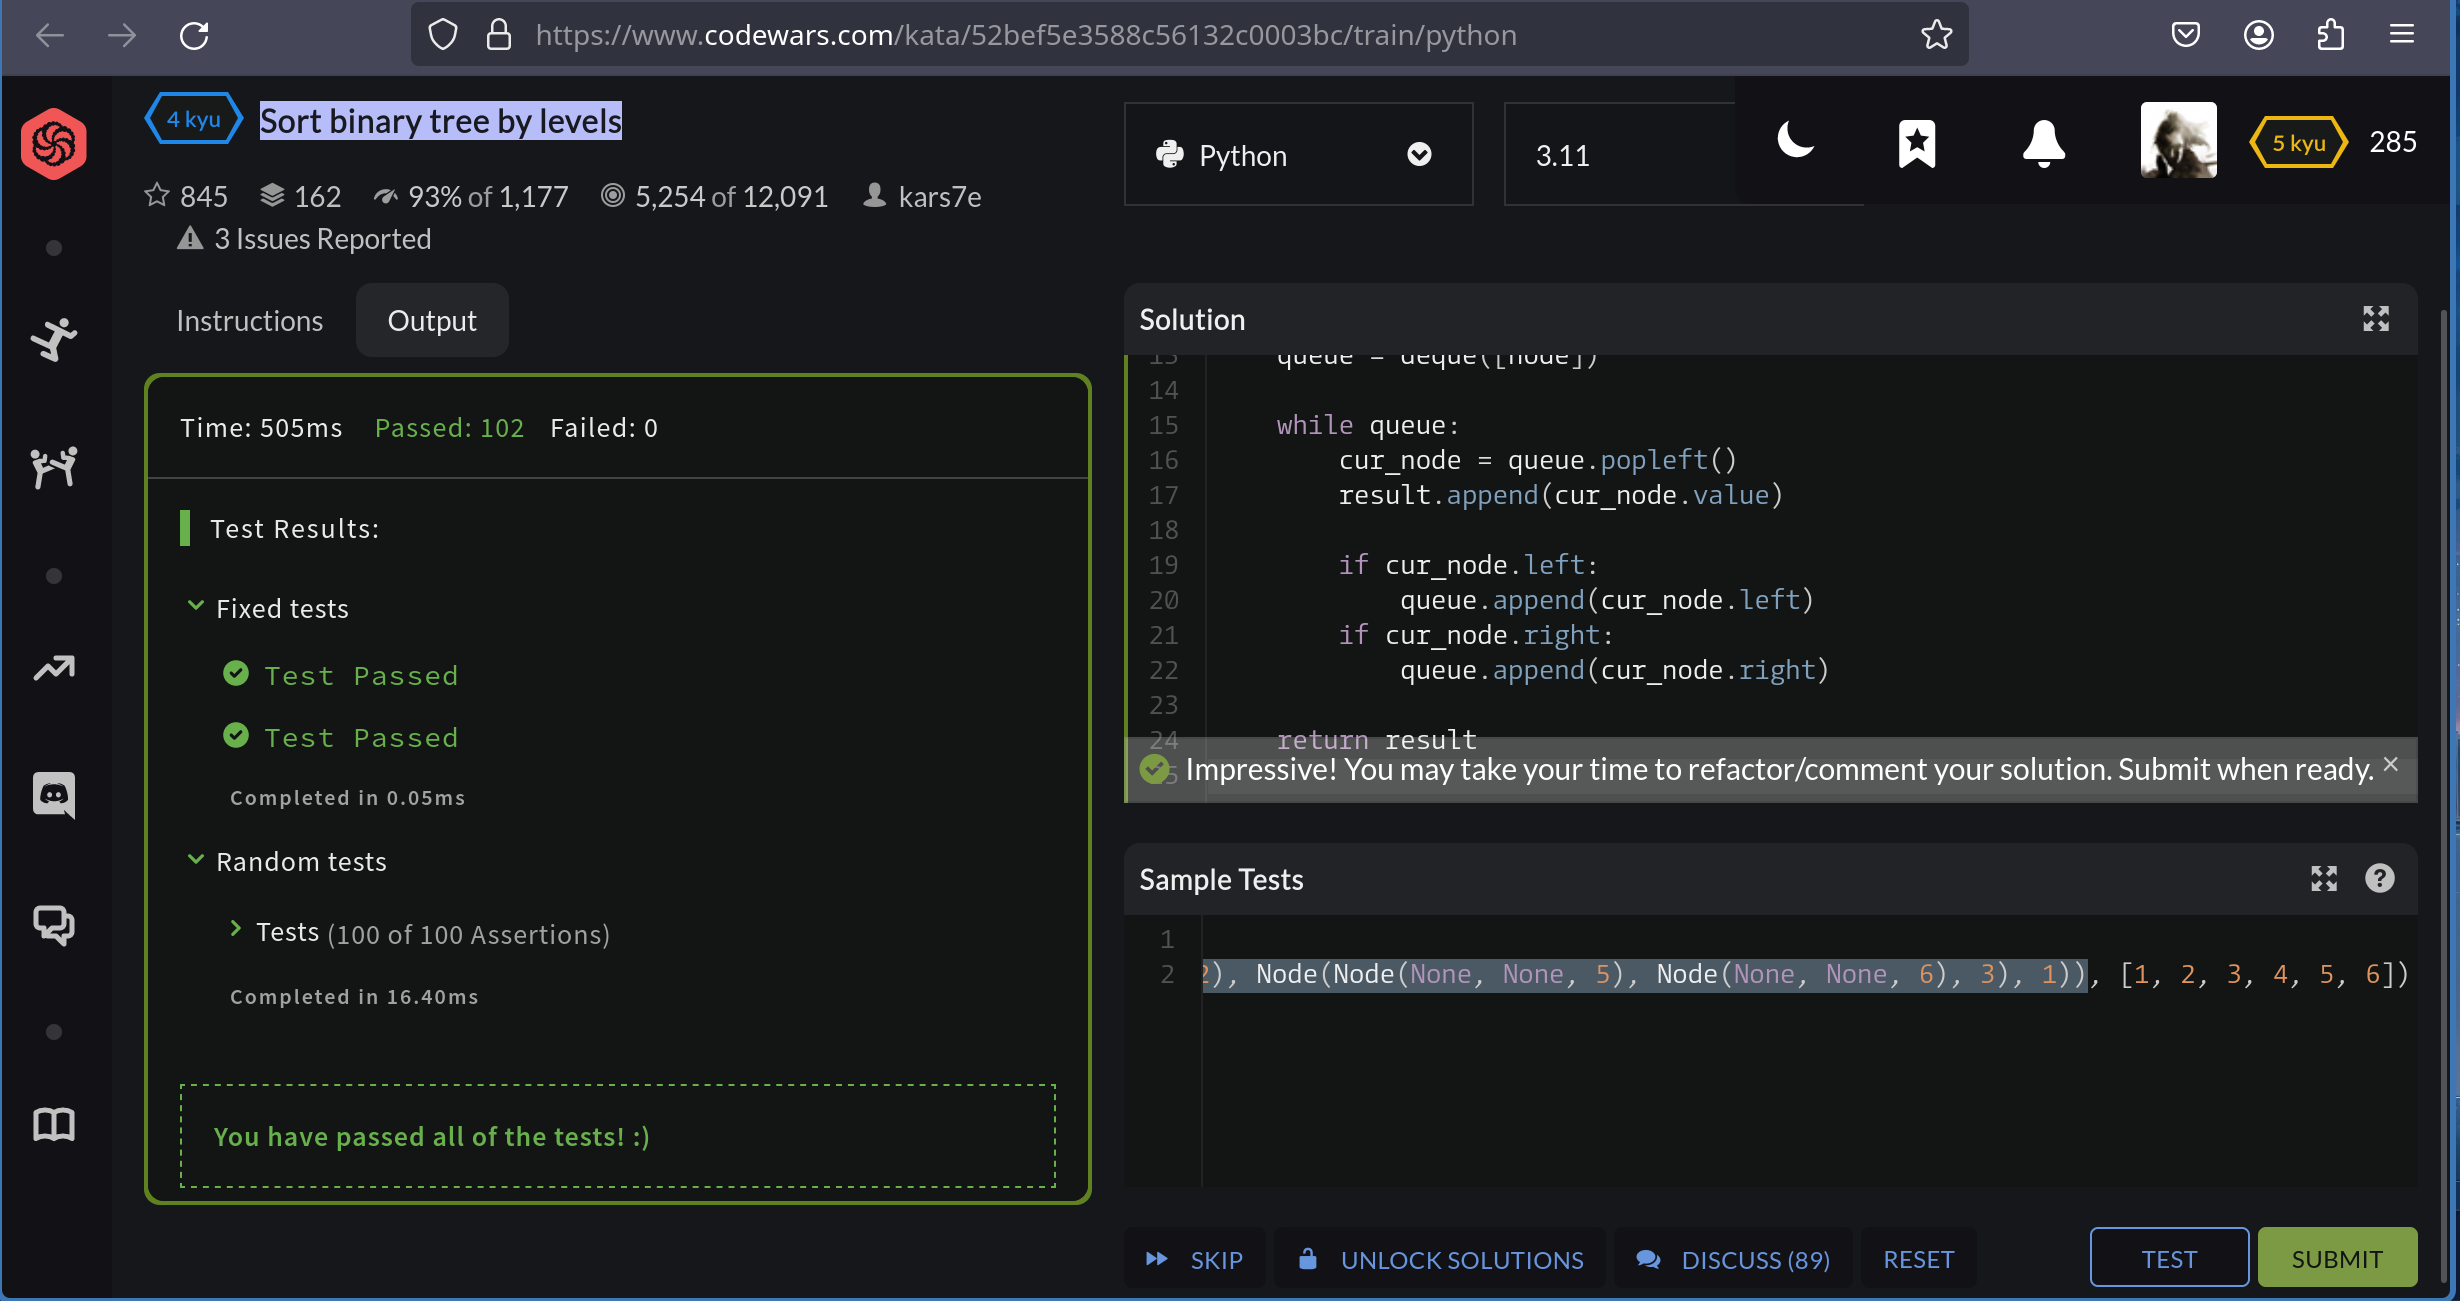 https://www.codewars.com/kata/52bef5e3588c56132c0003bc/train/python
4 kyu Sort binary tree by levels
845 162 93% of 1,177 5,254 of 12,091 kars7e
3 Issues Reported
Python
3.11
5 kyu 285
Instructions
Output
Time: 505ms Passed: 102 Failed: 0
Test Results:
Fixed tests
Test Passed
Test Passed
Completed in 0.05ms
Random tests
Tests (100 of 100 Assertions)
Completed in 16.40ms
You have passed all of the tests! :)
Solution
13 queue = deque([node])
14
15 while queue:
16 cur_node = queue.popleft()
17 result.append(cur_node.value)
18
19 if cur_node.left:
20 queue.append(cur_node.left)
21 if cur_node.right:
22 queue.append(cur_node.right)
23
24 return result
Impressive! You may take your time to refactor/comment your solution. Submit when ready. ×
Sample Tests
1
2 2), Node(Node(None, None, 5), Node(None, None, 6), 3), 1)), [1, 2, 3, 4, 5, 6])
SKIP
UNLOCK SOLUTIONS
DISCUSS (89)
RESET
TEST
SUBMIT